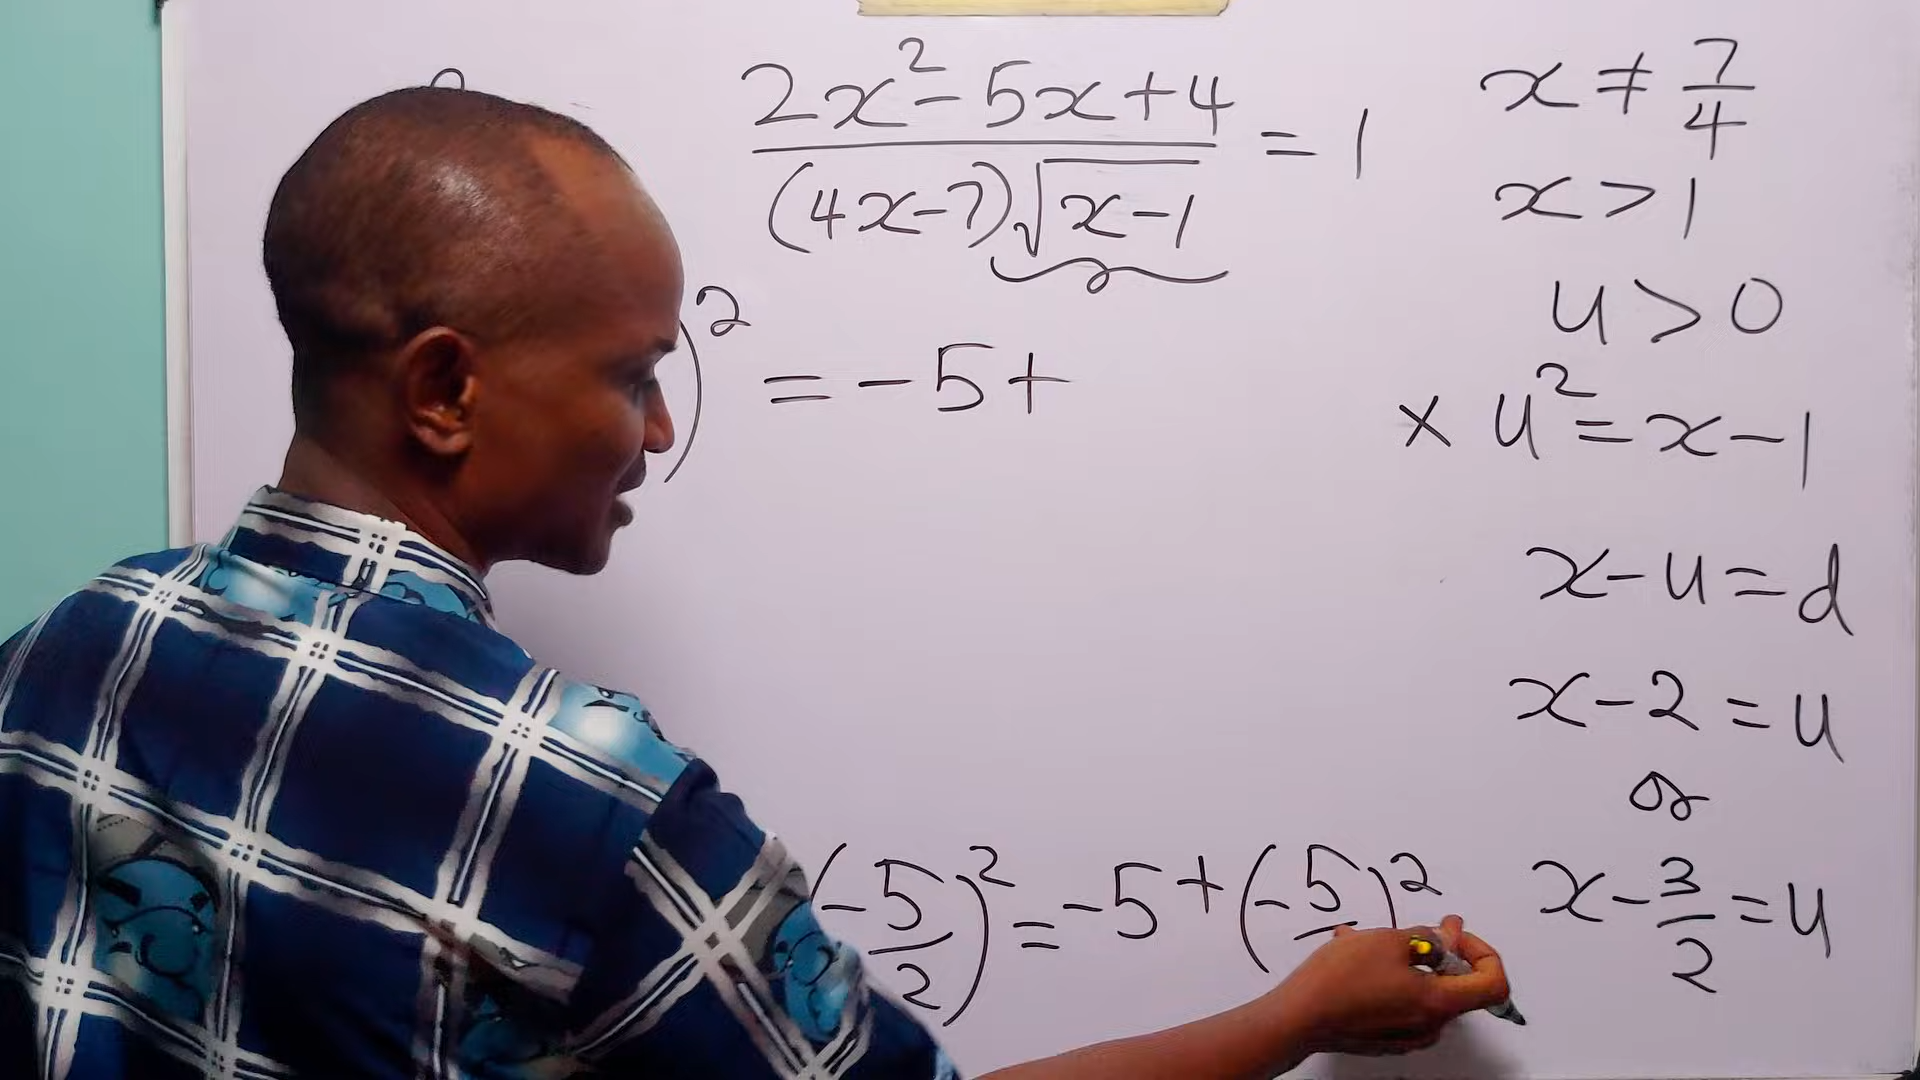 2x² - 5x + 4
(4x - 7)√x - 1
= 1
)² = - 5 +
(- 5/2)² = - 5 + (- 5
)²
x ≠ 7/4
x > 1
u > 0
× u² = x - 1
x - u = d
x - 2 = u
or
x - 3/2 = u